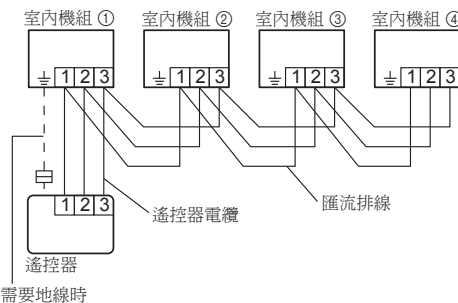 室內機組 ① 室內機組 ② 室內機組 ③ 室內機組 ④
1 2 3 1 2 3 1 2 3 1 2 3
1 2 3
遙控器電纜
匯流排線
遙控器
需要地線時